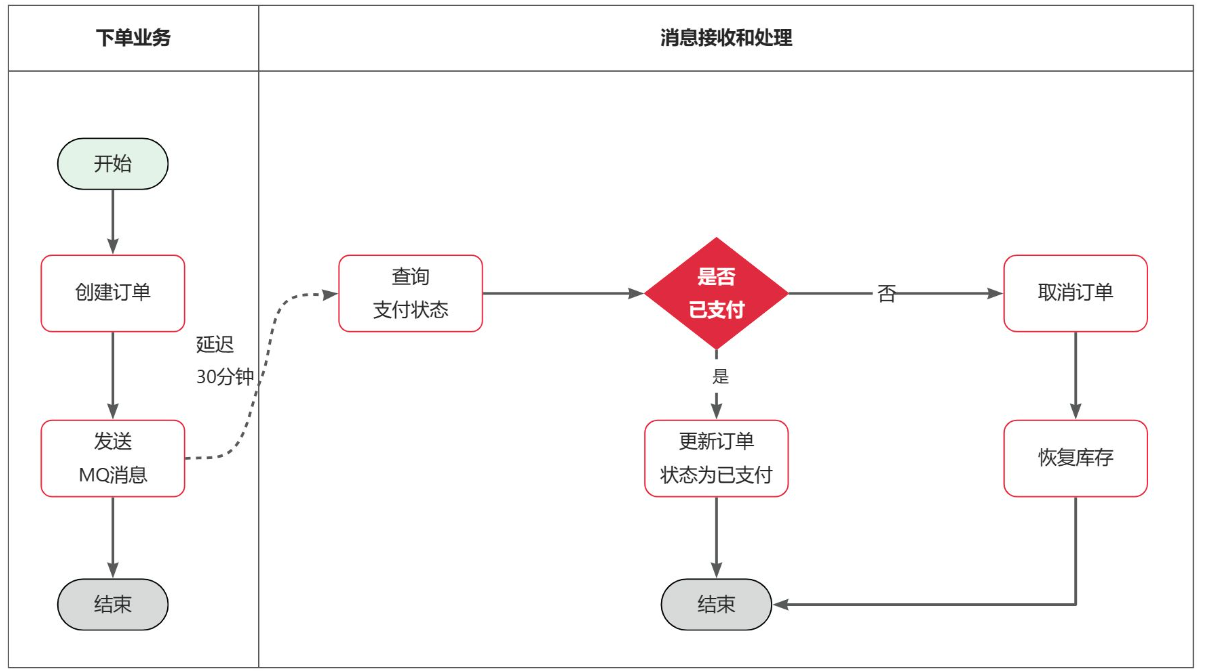 下单业务
消息接收和处理
开始
创建订单
延迟
30分钟
发送
MQ消息
结束
查询
支付状态
是否
已支付
否
取消订单
是
更新订单
状态为已支付
恢复库存
结束